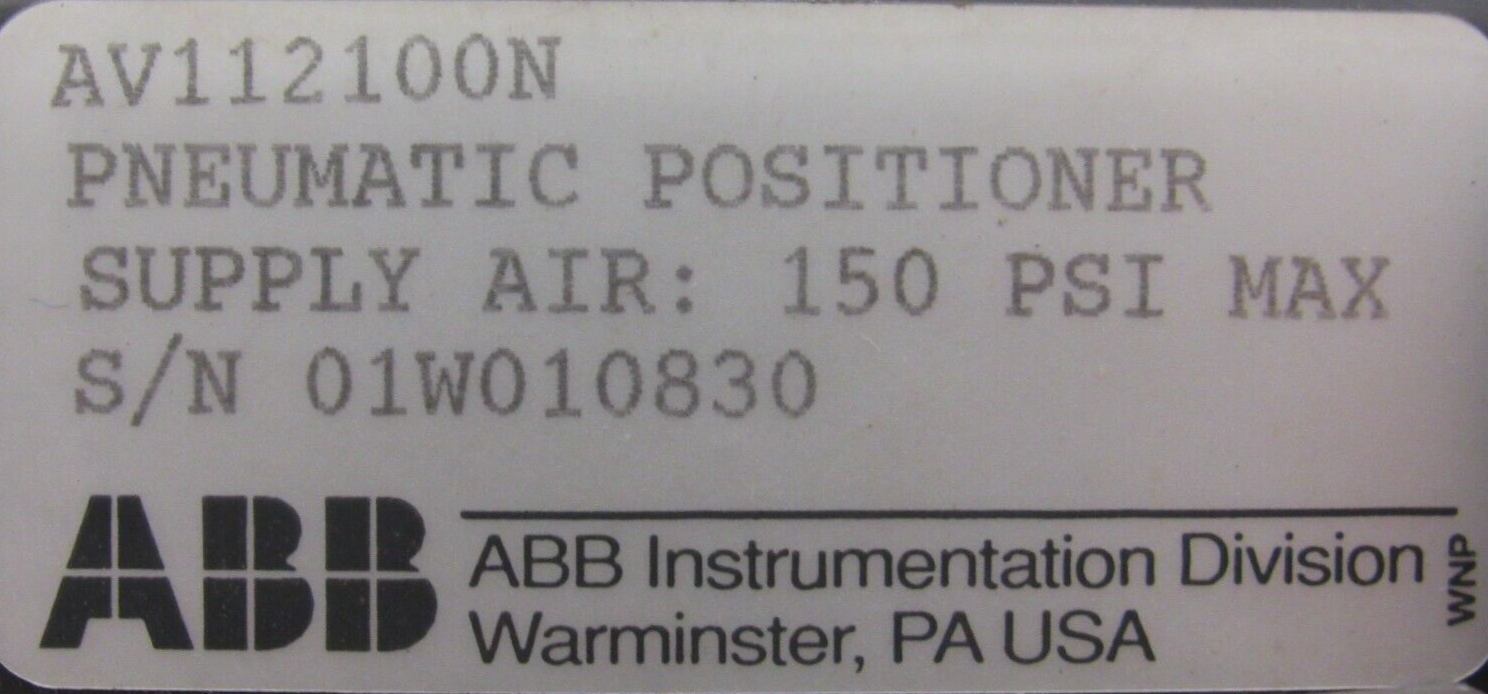 AV112100N
PNEUMATIC POSITIONER
SUPPLY AIR: 150 PSI MAX
S/N 01W010830
ABB
ABB Instrumentation Division
Warminster, PA USA
WNP